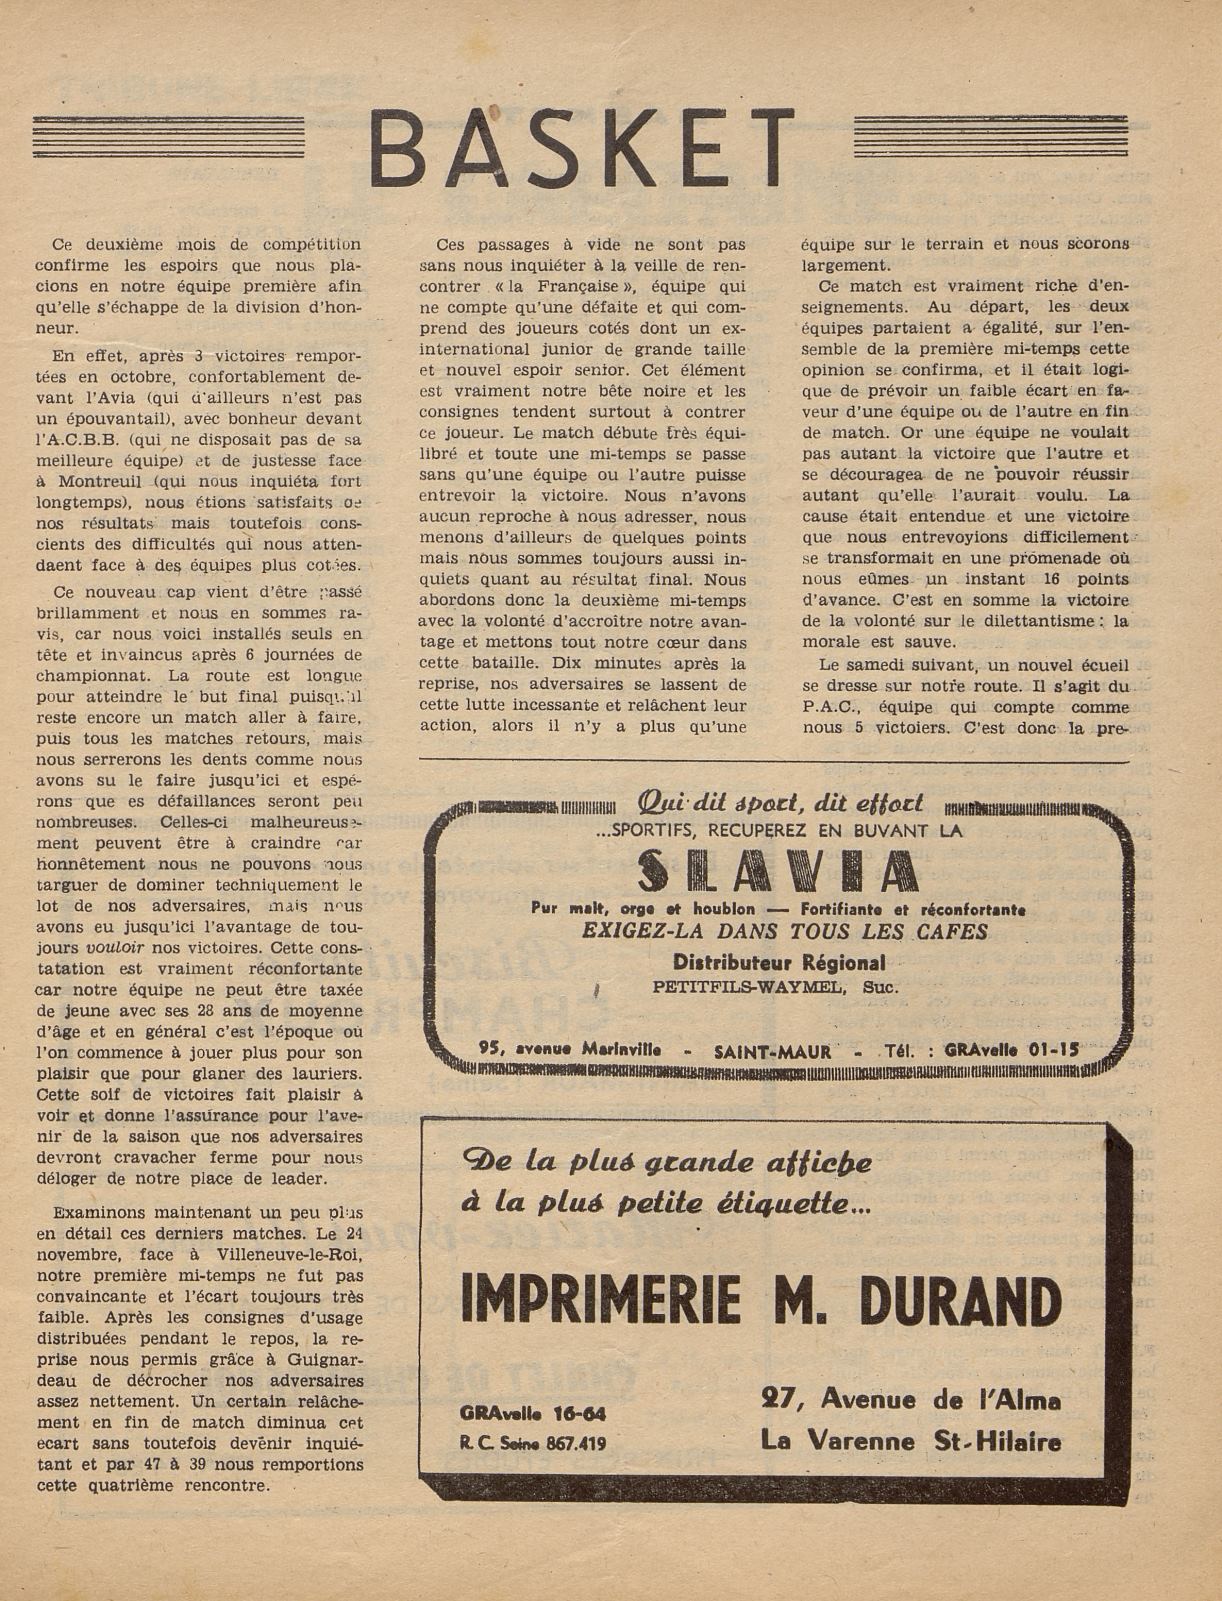 BASKET
Ce deuxième mois de compétition
confirme les espoirs que nous pla-
cions en notre équipe première afin
qu'elle s'échappe de la division d'hon-
neur.
En effet, après 3 victoires rempor-
tées en octobre, confortablement de-
vant l'Avia (qui d'ailleurs n'est pas
un épouvantail), avec bonheur devant
l'A.C.B.B. (qui ne disposait pas de sa
meilleure équipe) et de justesse face
à Montreuil (qui nous inquiéta fort
longtemps), nous étions satisfaits de
nos résultats mais toutefois cons-
cients des difficultés qui nous atten-
daent face à des équipes plus cotées.
Ce nouveau cap vient d'être passé
brillamment et nous en sommes ra-
vis, car nous voici installés seuls en
tête et invaincus après 6 journées de
championnat. La route est longue
pour atteindre le but final puisqu'il
reste encore un match aller à faire,
puis tous les matches retours, mais
nous serrerons les dents comme nous
avons su le faire jusqu'ici et espé-
rons que es défaillances seront peu
nombreuses. Celles-ci malheureuse-
ment peuvent être à craindre car
honnêtement nous ne pouvons nous
targuer de dominer techniquement le
lot de nos adversaires, mais nous
avons eu jusqu'ici l'avantage de tou-
jours vouloir nos victoires. Cette cons-
tatation est vraiment réconfortante
car notre équipe ne peut être taxée
de jeune avec ses 28 ans de moyenne
d'âge et en général c'est l'époque où
l'on commence à jouer plus pour son
plaisir que pour glaner des lauriers.
Cette soif de victoires fait plaisir à
voir et donne l'assurance pour l'ave-
nir de la saison que nos adversaires
devront cravacher ferme pour nous
déloger de notre place de leader.
Examinons maintenant un peu plus
en détail ces derniers matches. Le 24
novembre, face à Villeneuve-le-Roi,
notre première mi-temps ne fut pas
convaincante et l'écart toujours très
faible. Après les consignes d'usage
distribuées pendant le repos, la re-
prise nous permis grâce à Guignar-
deau de décrocher nos adversaires
assez nettement. Un certain relâche-
ment en fin de match diminua cet
écart sans toutefois devenir inquié-
tant et par 47 à 39 nous remportions
cette quatrième rencontre.
Ces passages à vide ne sont pas
sans nous inquiéter à la veille de ren-
contrer « la Française », équipe qui
ne compte qu'une défaite et qui com-
prend des joueurs cotés dont un ex-
international junior de grande taille
et nouvel espoir senior. Cet élément
est vraiment notre bête noire et les
consignes tendent surtout à contrer
ce joueur. Le match débute très équi-
libré et toute une mi-temps se passe
sans qu'une équipe ou l'autre puisse
entrevoir la victoire. Nous n'avons
aucun reproche à nous adresser, nous
menons d'ailleurs de quelques points
mais nous sommes toujours aussi in-
quiets quant au résultat final. Nous
abordons donc la deuxième mi-temps
avec la volonté d'accroître notre avan-
tage et mettons tout notre cœur dans
cette bataille. Dix minutes après la
reprise, nos adversaires se lassent de
cette lutte incessante et relâchent leur
action, alors il n'y a plus qu'une
équipe sur le terrain et nous scorons
largement.
Ce match est vraiment riche d'en-
seignements. Au départ, les deux
équipes partaient a égalité, sur l'en-
semble de la première mi-temps cette
opinion se confirma, et il était logi-
que de prévoir un faible écart en fa-
veur d'une équipe ou de l'autre en fin
de match. Or une équipe ne voulait
pas autant la victoire que l'autre et
se découragea de ne pouvoir réussir
autant qu'elle l'aurait voulu. La
cause était entendue et une victoire
que nous entrevoyions difficilement
se transformait en une promenade où
nous eûmes un instant 16 points
d'avance. C'est en somme la victoire
de la volonté sur le dilettantisme : la
morale est sauve.
Le samedi suivant, un nouvel écueil
se dresse sur notre route. Il s'agit du
P.A.C., équipe qui compte comme
nous 5 victoiers. C'est donc la pre-
Qui dit sport, dit effort
...SPORTIFS, RECUPEREZ EN BUVANT LA
SLAVIA
Pur malt, orge et houblon — Fortifiante et réconfortante
EXIGEZ-LA DANS TOUS LES CAFES
Distributeur Régional
PETITFILS-WAYMEL, Suc.
95, avenue Marinville - SAINT-MAUR - Tél. : GRAvelle 01-15
De la plus grande affiche
à la plus petite étiquette...
IMPRIMERIE M. DURAND
27, Avenue de l'Alma
GRAvelle 16-64
R. C. Seine 867.419
La Varenne St-Hilaire